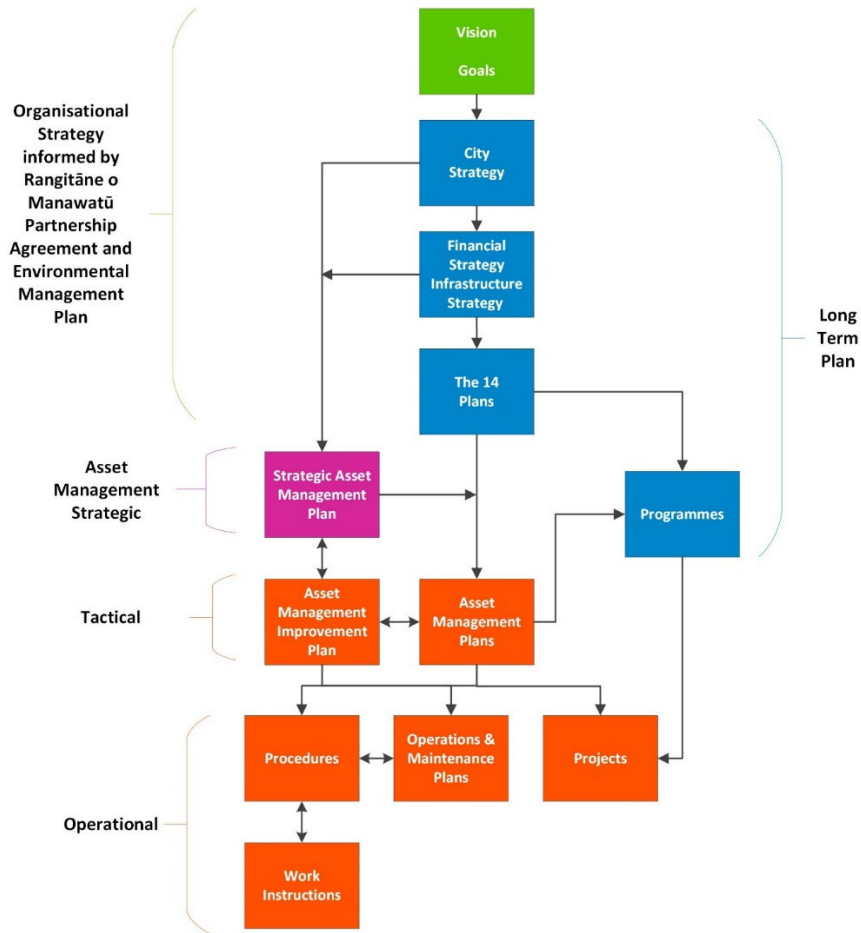 Vision
Goals
Organisational
Strategy
informed by
Rangitāne o
Manawatū
Partnership
Agreement and
Environmental
Management
Plan
City
Strategy
Financial
Strategy
Infrastructure
Strategy
Long
Term
Plan
The 14
Plans
Asset
Management
Strategic
Strategic Asset
Management
Plan
Programmes
Tactical
Asset
Management
Improvement
Plan
Asset
Management
Plans
Operational
Procedures
Operations &
Maintenance
Plans
Projects
Work
Instructions